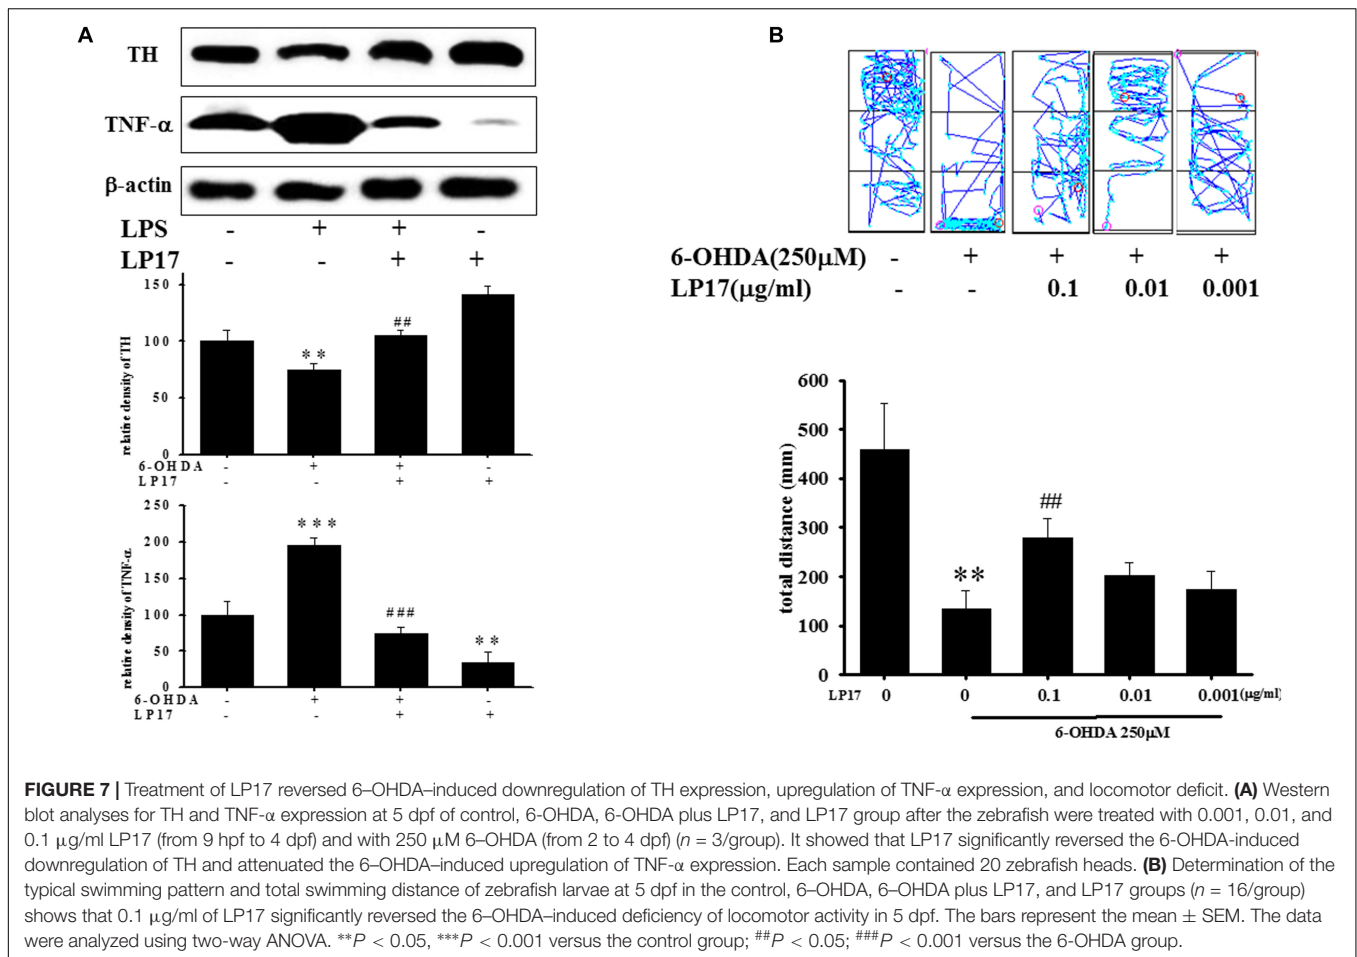 A
TH
TNF-α
β-actin
LPS - + + -
LP17 - - + +
relative density of TH
150
100
50
0
**
##
6-OHDA - + + -
LP17 - - + +
relative density of TNF-α
250
200
150
100
50
0
***
###
**
6-OHDA - + + -
LP17 - - + +
B
6-OHDA(250μM) - + + + +
LP17(μg/ml) - - 0.1 0.01 0.001
total distance (mm)
600
500
400
300
200
100
0
**
##
LP17 0 0 0.1 0.01 0.001(μg/ml)
6-OHDA 250μM
FIGURE 7 | Treatment of LP17 reversed 6–OHDA–induced downregulation of TH expression, upregulation of TNF-α expression, and locomotor deficit. (A) Western
blot analyses for TH and TNF-α expression at 5 dpf of control, 6-OHDA, 6-OHDA plus LP17, and LP17 group after the zebrafish were treated with 0.001, 0.01, and
0.1 μg/ml LP17 (from 9 hpf to 4 dpf) and with 250 μM 6–OHDA (from 2 to 4 dpf) (n = 3/group). It showed that LP17 significantly reversed the 6-OHDA-induced
downregulation of TH and attenuated the 6–OHDA–induced upregulation of TNF-α expression. Each sample contained 20 zebrafish heads. (B) Determination of the
typical swimming pattern and total swimming distance of zebrafish larvae at 5 dpf in the control, 6–OHDA, 6–OHDA plus LP17, and LP17 groups (n = 16/group)
shows that 0.1 μg/ml of LP17 significantly reversed the 6–OHDA–induced deficiency of locomotor activity in 5 dpf. The bars represent the mean ± SEM. The data
were analyzed using two-way ANOVA. **P < 0.05, ***P < 0.001 versus the control group; ##P < 0.05; ###P < 0.001 versus the 6-OHDA group.